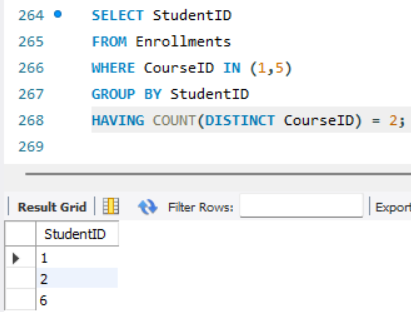 264 SELECT StudentID
265 FROM Enrollments
266 WHERE CourseID IN (1,5)
267 GROUP BY StudentID
268 HAVING COUNT(DISTINCT CourseID) = 2;
269
Result Grid Filter Rows: Export
StudentID
1
2
6